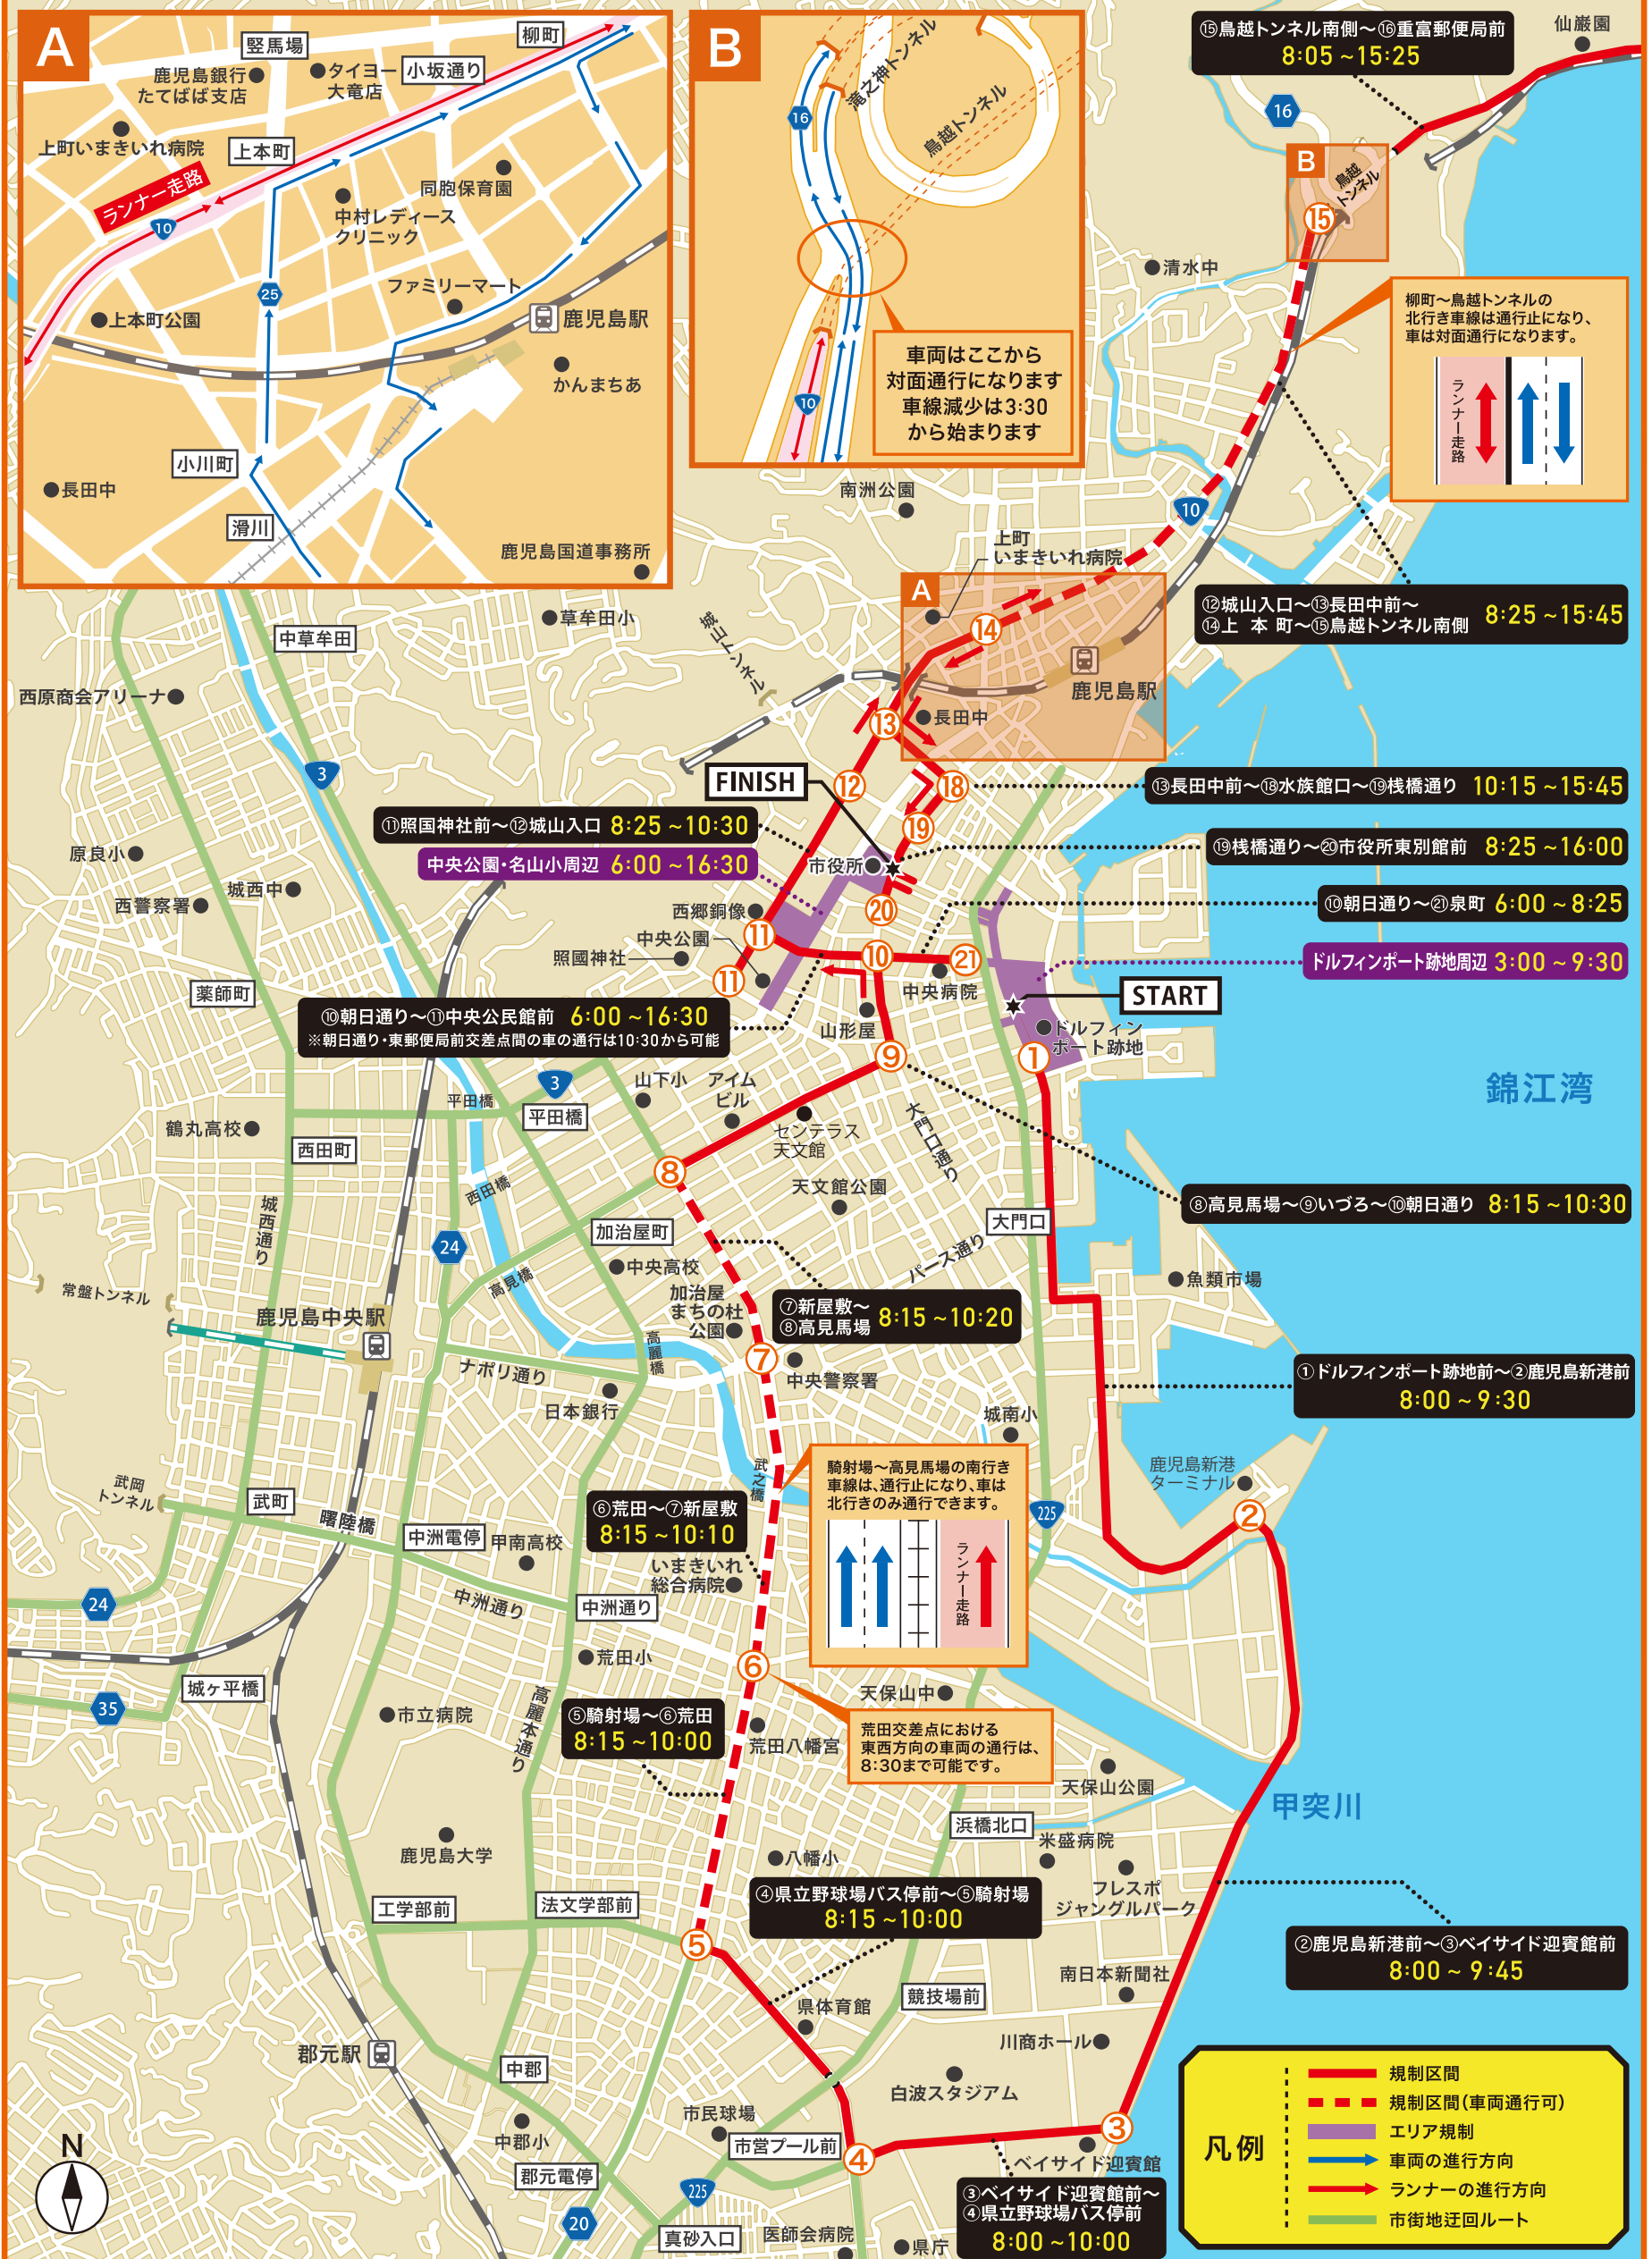 A
竪馬場
柳町
鹿児島銀行
たてばば支店
タイヨー
大竜店
小坂通り
上町いまきいれ病院
上本町
ランナー走路
10
同胞保育園
中村レディース
クリニック
25
ファミリーマート
上本町公園
鹿児島駅
かんまちあ
小川町
長田中
滑川
鹿児島国道事務所
B
滝之神トンネル
16
鳥越トンネル
10
車両はここから
対面通行になります
車線減少は3:30
から始まります
⑮鳥越トンネル南側～⑯重富郵便局前
8:05～15:25
仙巌園
16
B
鳥越
トンネル
⑮
清水中
柳町～鳥越トンネルの
北行き車線は通行止になり、
車は対面通行になります。
ランナー走路
南洲公園
10
上町
いまきいれ病院
A
⑭
⑫城山入口～⑬長田中前～
⑭上 本 町～⑮鳥越トンネル南側
8:25～15:45
草牟田小
中草牟田
城山トンネル
鹿児島駅
西原商会アリーナ
長田中
⑬
3
FINISH
⑫
⑱
⑬長田中前～⑱水族館口～⑲桟橋通り 10:15～15:45
⑪照国神社前～⑫城山入口 8:25～10:30
⑲
中央公園・名山小周辺 6:00～16:30
⑲桟橋通り～⑳市役所東別館前 8:25～16:00
原良小
市役所
城西中
西警察署
⑳
⑩朝日通り～㉑泉町 6:00～8:25
西郷銅像
⑪
中央公園
照國神社
⑩
㉑
ドルフィンポート跡地周辺 3:00～9:30
⑪
中央病院
START
薬師町
⑩朝日通り～⑪中央公民館前 6:00～16:30
※朝日通り・東郵便局前交差点間の車の通行は10:30から可能
山形屋
ドルフィン
ポート跡地
⑨
①
錦江湾
3
山下小
アイム
ビル
平田橋
平田橋
鶴丸高校
センテラス
天文館
大門口通り
西田町
⑧
西田橋
天文館公園
⑧高見馬場～⑨いづろ～⑩朝日通り 8:15～10:30
城西通り
加治屋町
大門口
24
パース通り
中央高校
魚類市場
高見橋
常盤トンネル
加治屋
まちの杜
公園
⑦新屋敷～
⑧高見馬場
8:15～10:20
鹿児島中央駅
高麗橋
⑦
中央警察署
ナポリ通り
①ドルフィンポート跡地前～②鹿児島新港前
8:00～9:30
日本銀行
城南小
武之橋
騎射場～高見馬場の南行き
車線は、通行止になり、車は
北行きのみ通行できます。
ランナー走路
鹿児島新港
ターミナル
武岡
トンネル
武町
⑥荒田～⑦新屋敷
8:15～10:10
225
②
曙陸橋
中洲電停
甲南高校
いまきいれ
総合病院
24
中洲通り
中洲通り
荒田小
⑥
城ヶ平橋
35
市立病院
高麗本通り
⑤騎射場～⑥荒田
8:15～10:00
天保山中
荒田八幡宮
荒田交差点における
東西方向の車両の通行は、
8:30まで可能です。
天保山公園
甲突川
浜橋北口
米盛病院
鹿児島大学
八幡小
フレスポ
ジャングルパーク
④県立野球場バス停前～⑤騎射場
8:15～10:00
工学部前
法文学部前
⑤
②鹿児島新港前～③ベイサイド迎賓館前
8:00～9:45
南日本新聞社
競技場前
県体育館
川商ホール
郡元駅
中郡
白波スタジアム
市民球場
③
中郡小
市営プール前
④
ベイサイド迎賓館
郡元電停
225
③ベイサイド迎賓館前～
④県立野球場バス停前
8:00～10:00
20
真砂入口
医師会病院
県庁
N
凡例
規制区間
規制区間（車両通行可）
エリア規制
車両の進行方向
ランナーの進行方向
市街地迂回ルート